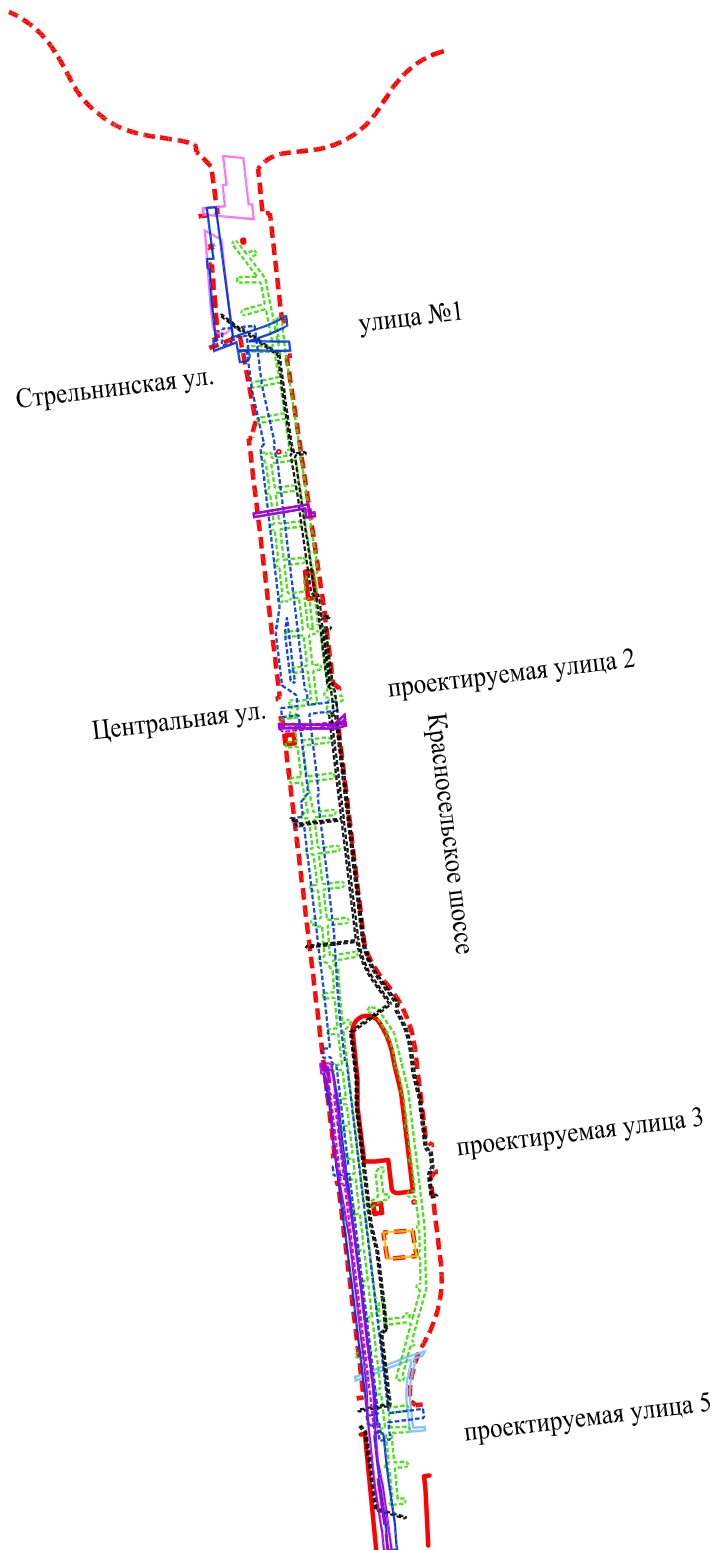 улица №1
Стрельнинская ул.
проектируемая улица 2
Центральная ул.
Красносельское шоссе
проектируемая улица 3
проектируемая улица 5